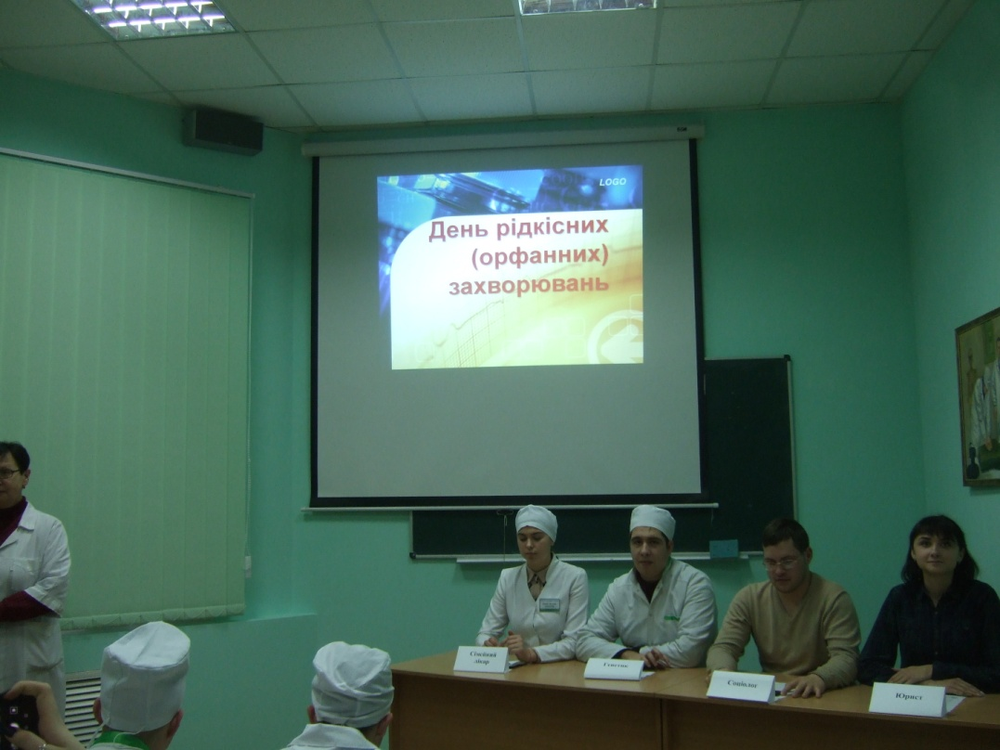 LOGO
День рідкісних
(орфанних)
захворювань
Сімейний
лікар
Генетик
Соціолог
Юрист